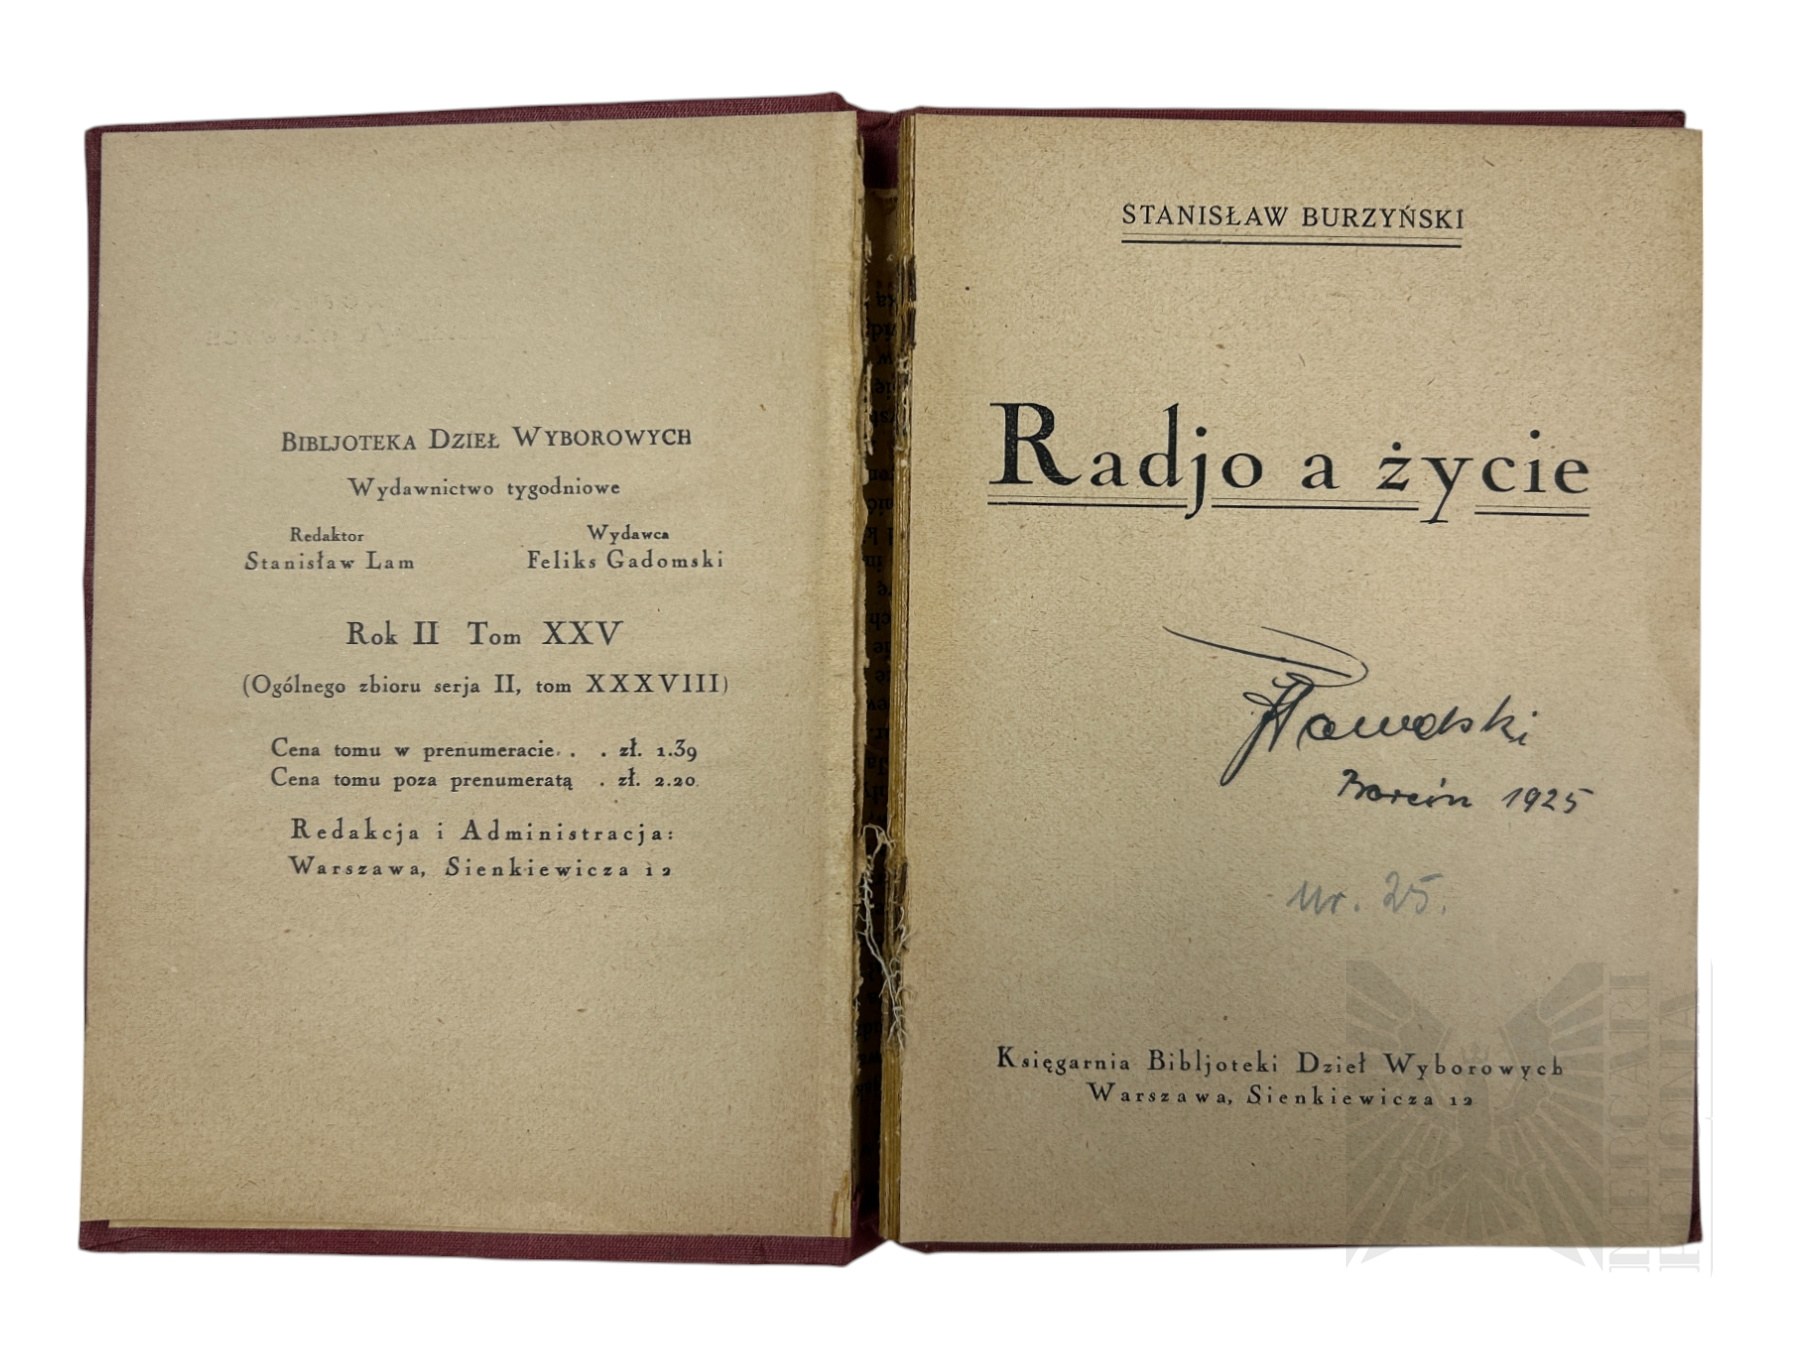 BIBLJOTEKA DZIEŁ WYBOROWYCH
Wydawnictwo tygodniowe
Redaktor
Stanisław Lam
Wydawca
Feliks Gadomski
Rok II Tom XXV
(Ogólnego zbioru serja II, tom XXXVIII)
Cena tomu w prenumeracie . . zł. 1.39
Cena tomu poza prenumeratą . zł. 2.20
Redakcja i Administracja:
Warszawa, Sienkiewicza 12
STANISŁAW BURZYŃSKI
Radjo a życie
Barcin 1925
Nr. 25.
Księgarnia Bibljoteki Dzieł Wyborowych
Warszawa, Sienkiewicza 12